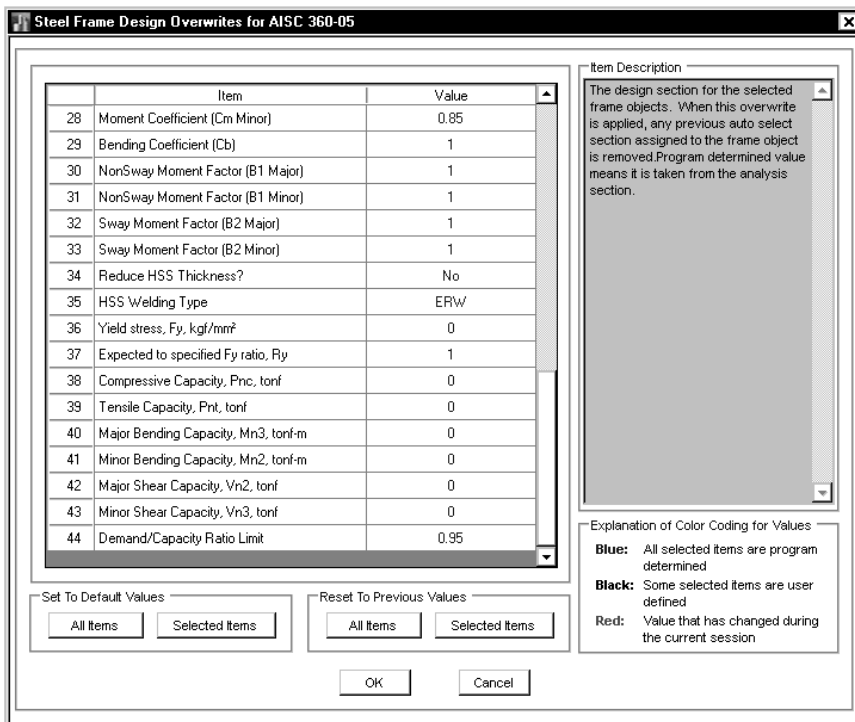 Steel Frame Design Overwrites for AISC 360-05
Item Value
28 Moment Coefficient (Cm Minor) 0.85
29 Bending Coefficient (Cb) 1
30 NonSway Moment Factor (B1 Major) 1
31 NonSway Moment Factor (B1 Minor) 1
32 Sway Moment Factor (B2 Major) 1
33 Sway Moment Factor (B2 Minor) 1
34 Reduce HSS Thickness? No
35 HSS Welding Type ERW
36 Yield stress, Fy, kgf/mm² 0
37 Expected to specified Fy ratio, Ry 1
38 Compressive Capacity, Pnc, tonf 0
39 Tensile Capacity, Pnt, tonf 0
40 Major Bending Capacity, Mn3, tonf-m 0
41 Minor Bending Capacity, Mn2, tonf-m 0
42 Major Shear Capacity, Vn2, tonf 0
43 Minor Shear Capacity, Vn3, tonf 0
44 Demand/Capacity Ratio Limit 0.95
Item Description
The design section for the selected
frame objects. When this overwrite
is applied, any previous auto select
section assigned to the frame object
is removed.Program determined value
means it is taken from the analysis
section.
Explanation of Color Coding for Values
Blue: All selected items are program
determined
Black: Some selected items are user
defined
Red: Value that has changed during
the current session
Set To Default Values
All Items Selected Items
Reset To Previous Values
All Items Selected Items
OK Cancel